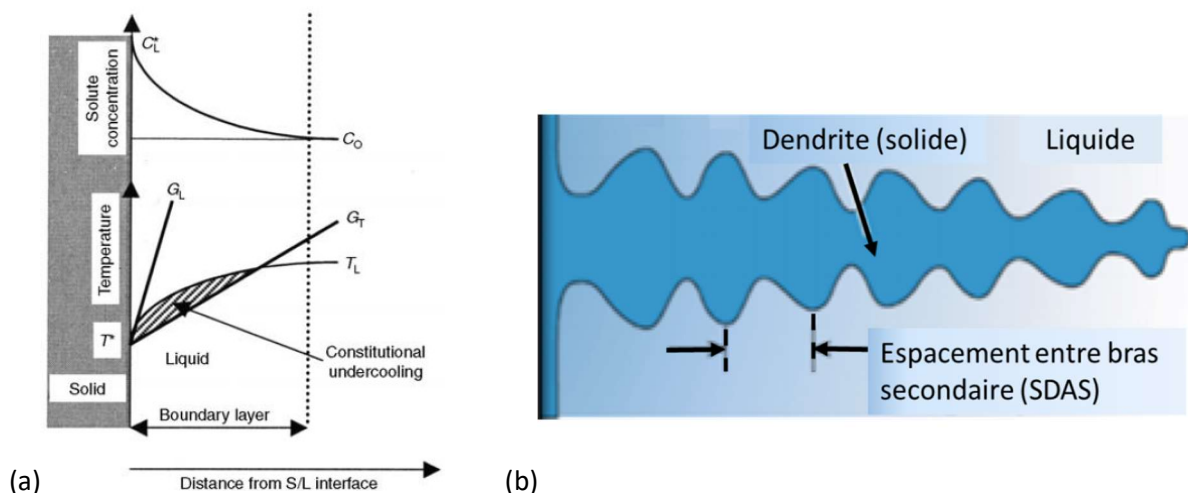 Solute
concentration
C*L
CO
Temperature
GL
GT
TL
T*
Liquid
Constitutional
undercooling
Solid
Boundary layer
Distance from S/L interface
(a)
Dendrite (solide)
Liquide
Espacement entre bras
secondaire (SDAS)
(b)